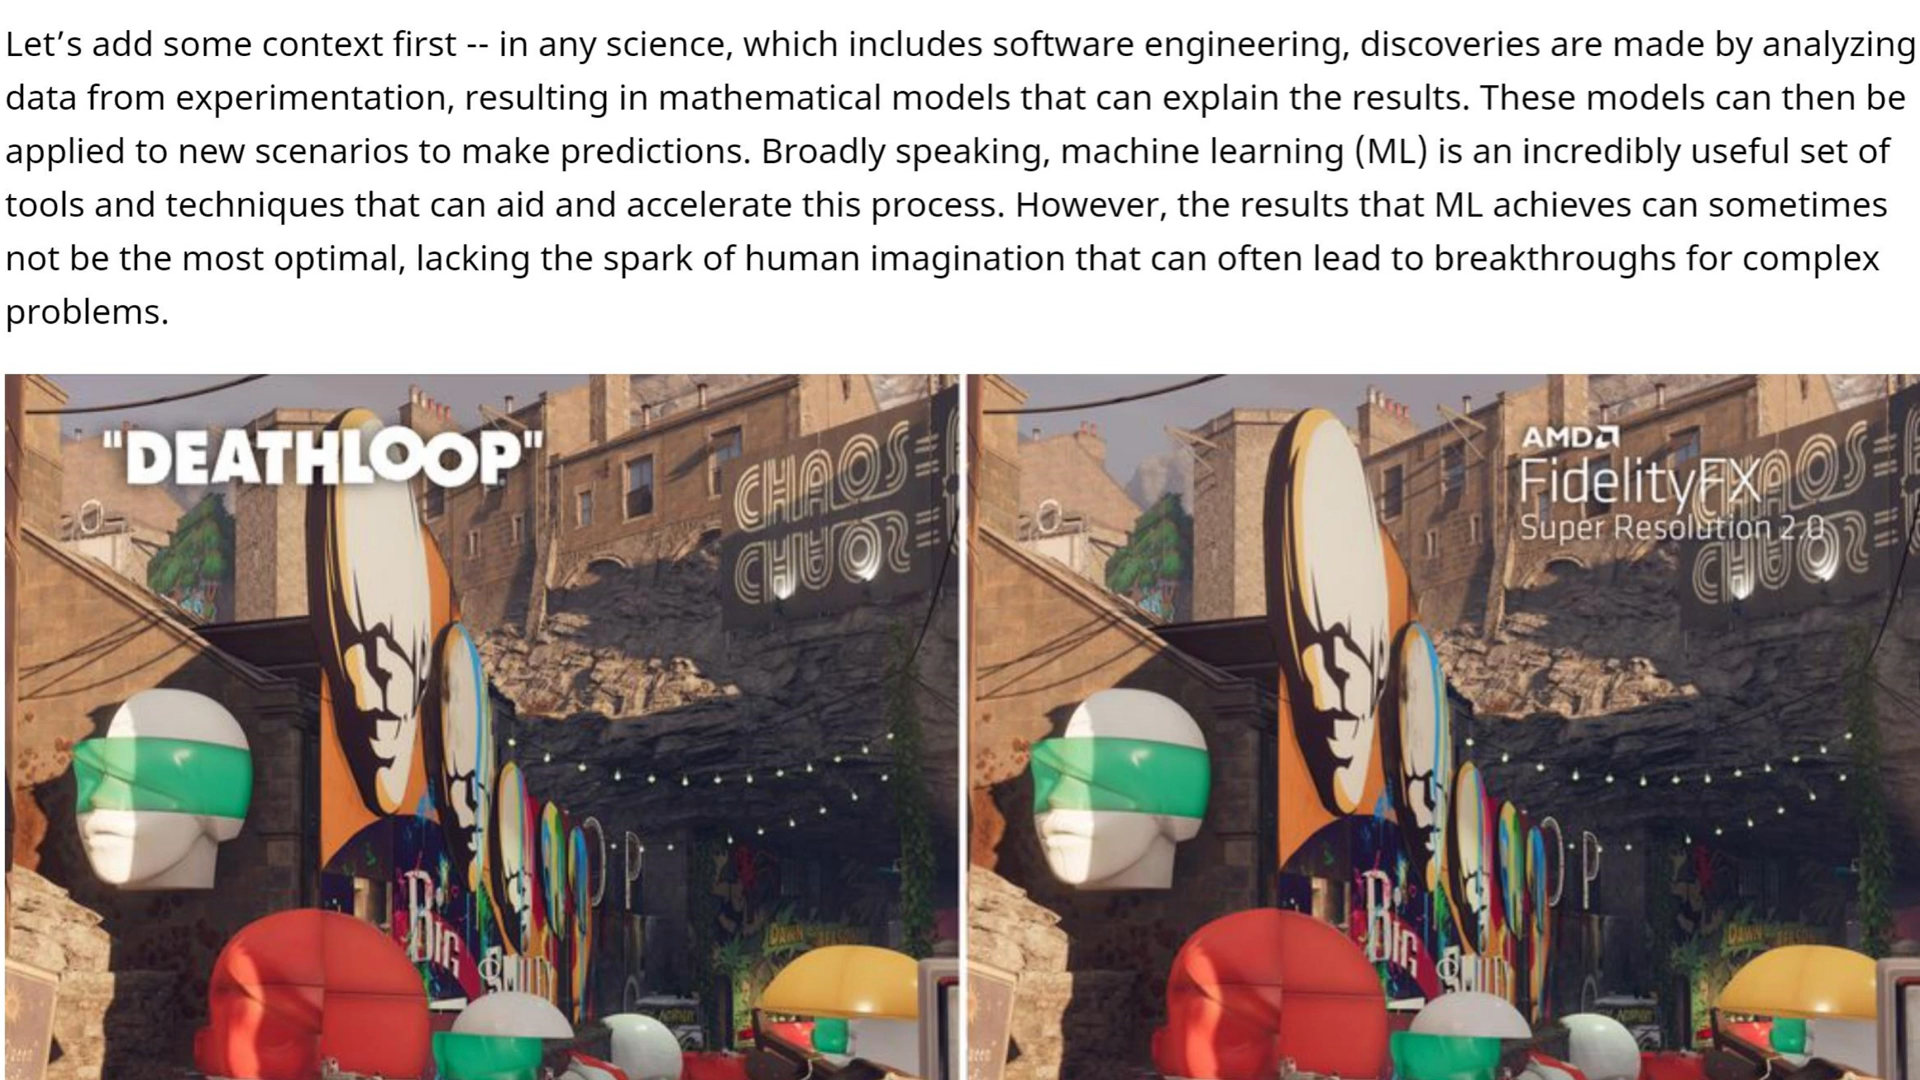 Let’s add some context first -- in any science, which includes software engineering, discoveries are made by analyzing
data from experimentation, resulting in mathematical models that can explain the results. These models can then be
applied to new scenarios to make predictions. Broadly speaking, machine learning (ML) is an incredibly useful set of
tools and techniques that can aid and accelerate this process. However, the results that ML achieves can sometimes
not be the most optimal, lacking the spark of human imagination that can often lead to breakthroughs for complex
problems.
"DEATHLOOP"
CHAOS=
BIG
AMD
FidelityFX
Super Resolution 2.0
CHAOS=
BIG